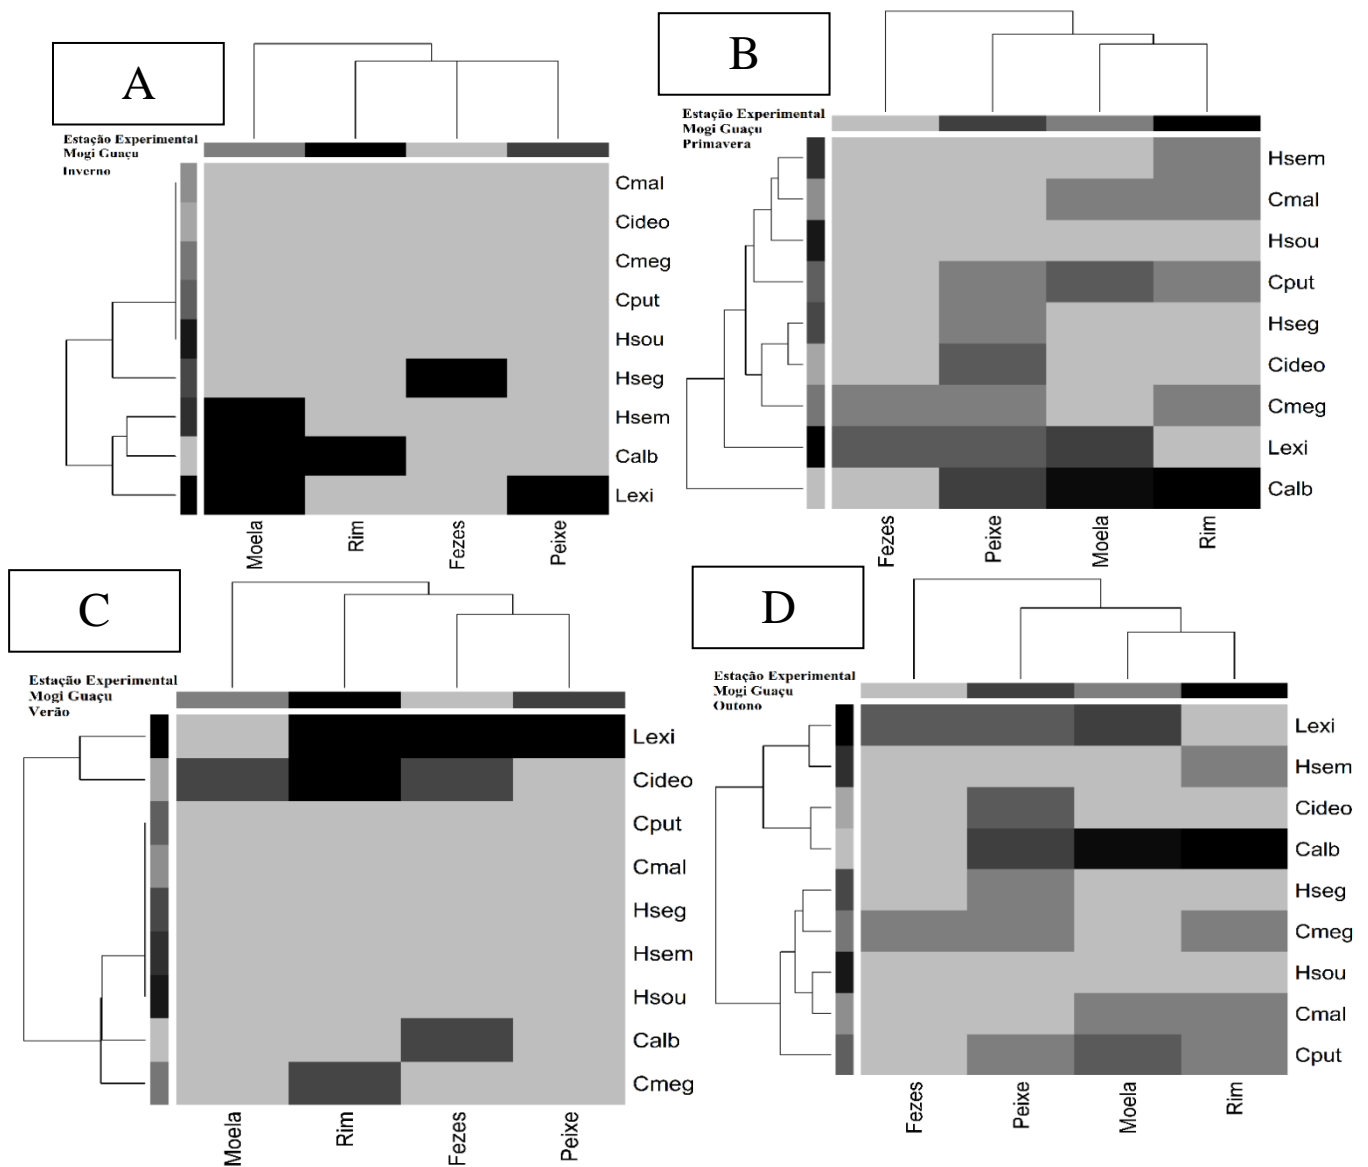 A
Estação Experimental
Mogi Guaçu
Inverno
Cmal
Cideo
Cmeg
Cput
Hsou
Hseg
Hsem
Calb
Lexi
Moela
Rim
Fezes
Peixe
B
Estação Experimental
Mogi Guaçu
Primavera
Hsem
Cmal
Hsou
Cput
Hseg
Cideo
Cmeg
Lexi
Calb
Fezes
Peixe
Moela
Rim
C
Estação Experimental
Mogi Guaçu
Verão
Lexi
Cideo
Cput
Cmal
Hseg
Hsem
Hsou
Calb
Cmeg
Moela
Rim
Fezes
Peixe
D
Estação Experimental
Mogi Guaçu
Outono
Lexi
Hsem
Cideo
Calb
Hseg
Cmeg
Hsou
Cmal
Cput
Fezes
Peixe
Moela
Rim